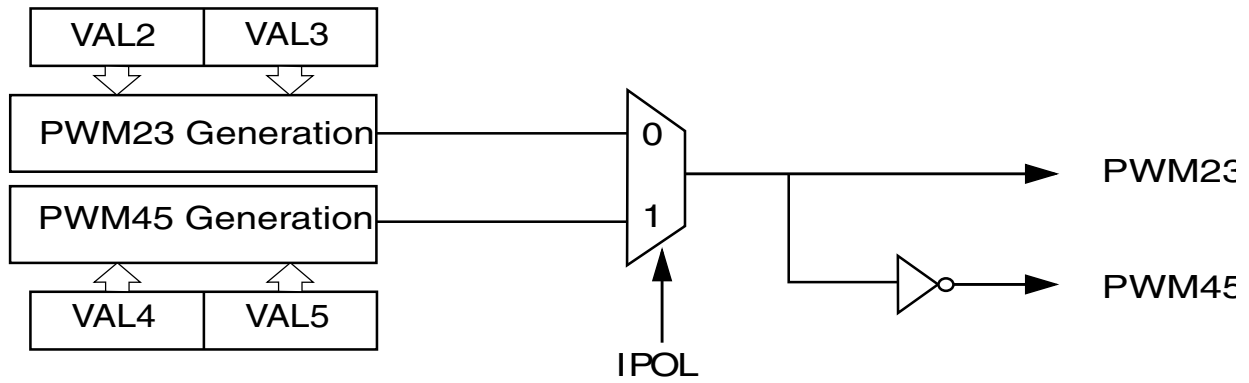 VAL2 VAL3
PWM23 Generation
0
PWM23
PWM45 Generation
1
VAL4 VAL5
PWM45
IPOL